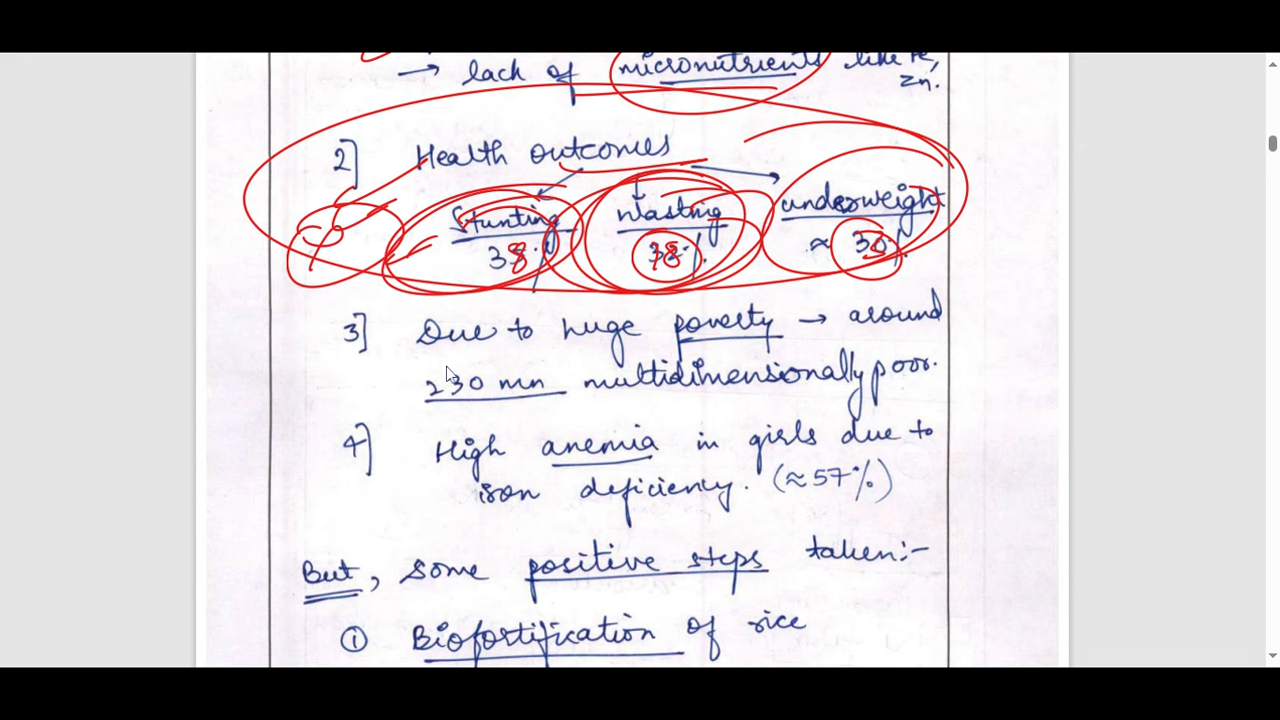 → lack of micronutrients like Fe,
Zn.
2] Health outcomes
Stunting wasting underweight
38 18 ≈ 3
3] Due to huge poverty → around
230 mn multidimensionally poor.
4] High anemia in girls due to
iron deficiency. (≈57%)
But, some positive steps taken:-
① Biofortification of rice